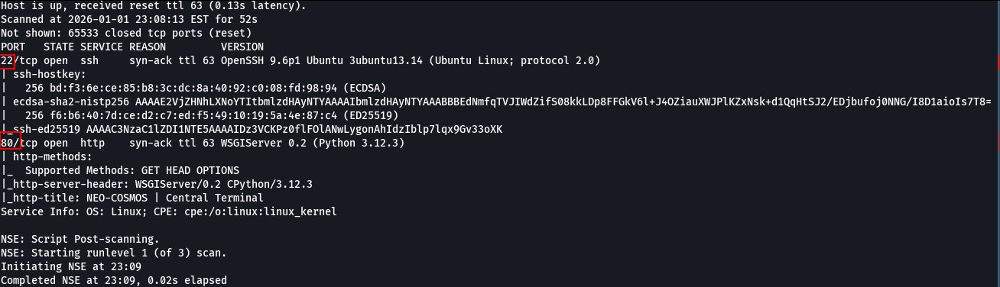 Host is up, received reset ttl 63 (0.13s latency).
Scanned at 2026-01-01 23:08:13 EST for 52s
Not shown: 65533 closed tcp ports (reset)
PORT   STATE SERVICE REASON         VERSION
22/tcp open  ssh     syn-ack ttl 63 OpenSSH 9.6p1 Ubuntu 3ubuntu13.14 (Ubuntu Linux; protocol 2.0)
| ssh-hostkey:
|   256 bd:f3:6e:ce:85:b8:3c:dc:8a:40:92:c0:08:fd:98:94 (ECDSA)
| ecdsa-sha2-nistp256 AAAAE2VjZHNhLXNoYTItbmlzdHAyNTYAAAAIbmlzdHAyNTYAAABBBEdNmfqTVJIWdZifS08kkLDp8FFGkV6l+J4OZiauXWJPlKZxNsk+d1QqHtSJ2/EDjbufoj0NNG/I8D1aioIs7T8=
|   256 f6:b6:40:7d:ce:d2:c7:ed:f5:49:10:19:5a:4e:87:c4 (ED25519)
|_ssh-ed25519 AAAAC3NzaC1lZDI1NTE5AAAAIDz3VCKPz0flFOlANwLygonAhIdzIblp7lqx9Gv33oXK
80/tcp open  http    syn-ack ttl 63 WSGIServer 0.2 (Python 3.12.3)
| http-methods:
|_  Supported Methods: GET HEAD OPTIONS
|_http-server-header: WSGIServer/0.2 CPython/3.12.3
|_http-title: NEO-COSMOS | Central Terminal
Service Info: OS: Linux; CPE: cpe:/o:linux:linux_kernel
NSE: Script Post-scanning.
NSE: Starting runlevel 1 (of 3) scan.
Initiating NSE at 23:09
Completed NSE at 23:09, 0.02s elapsed